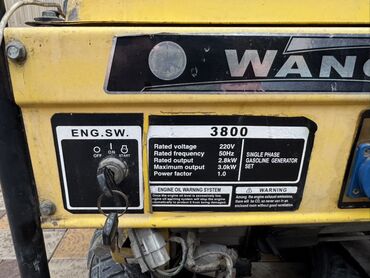 WANC
ENG.SW.
OFF ON START
3800
Rated voltage 220V
Rated frequency 50Hz
Rated output 2.8kW
Maximum output 3.0kW
Power factor 1.0
SINGLE PHASE
GASOLINE GENERATOR
SET
ENGINE OIL WARNING SYSTEM
WARNING